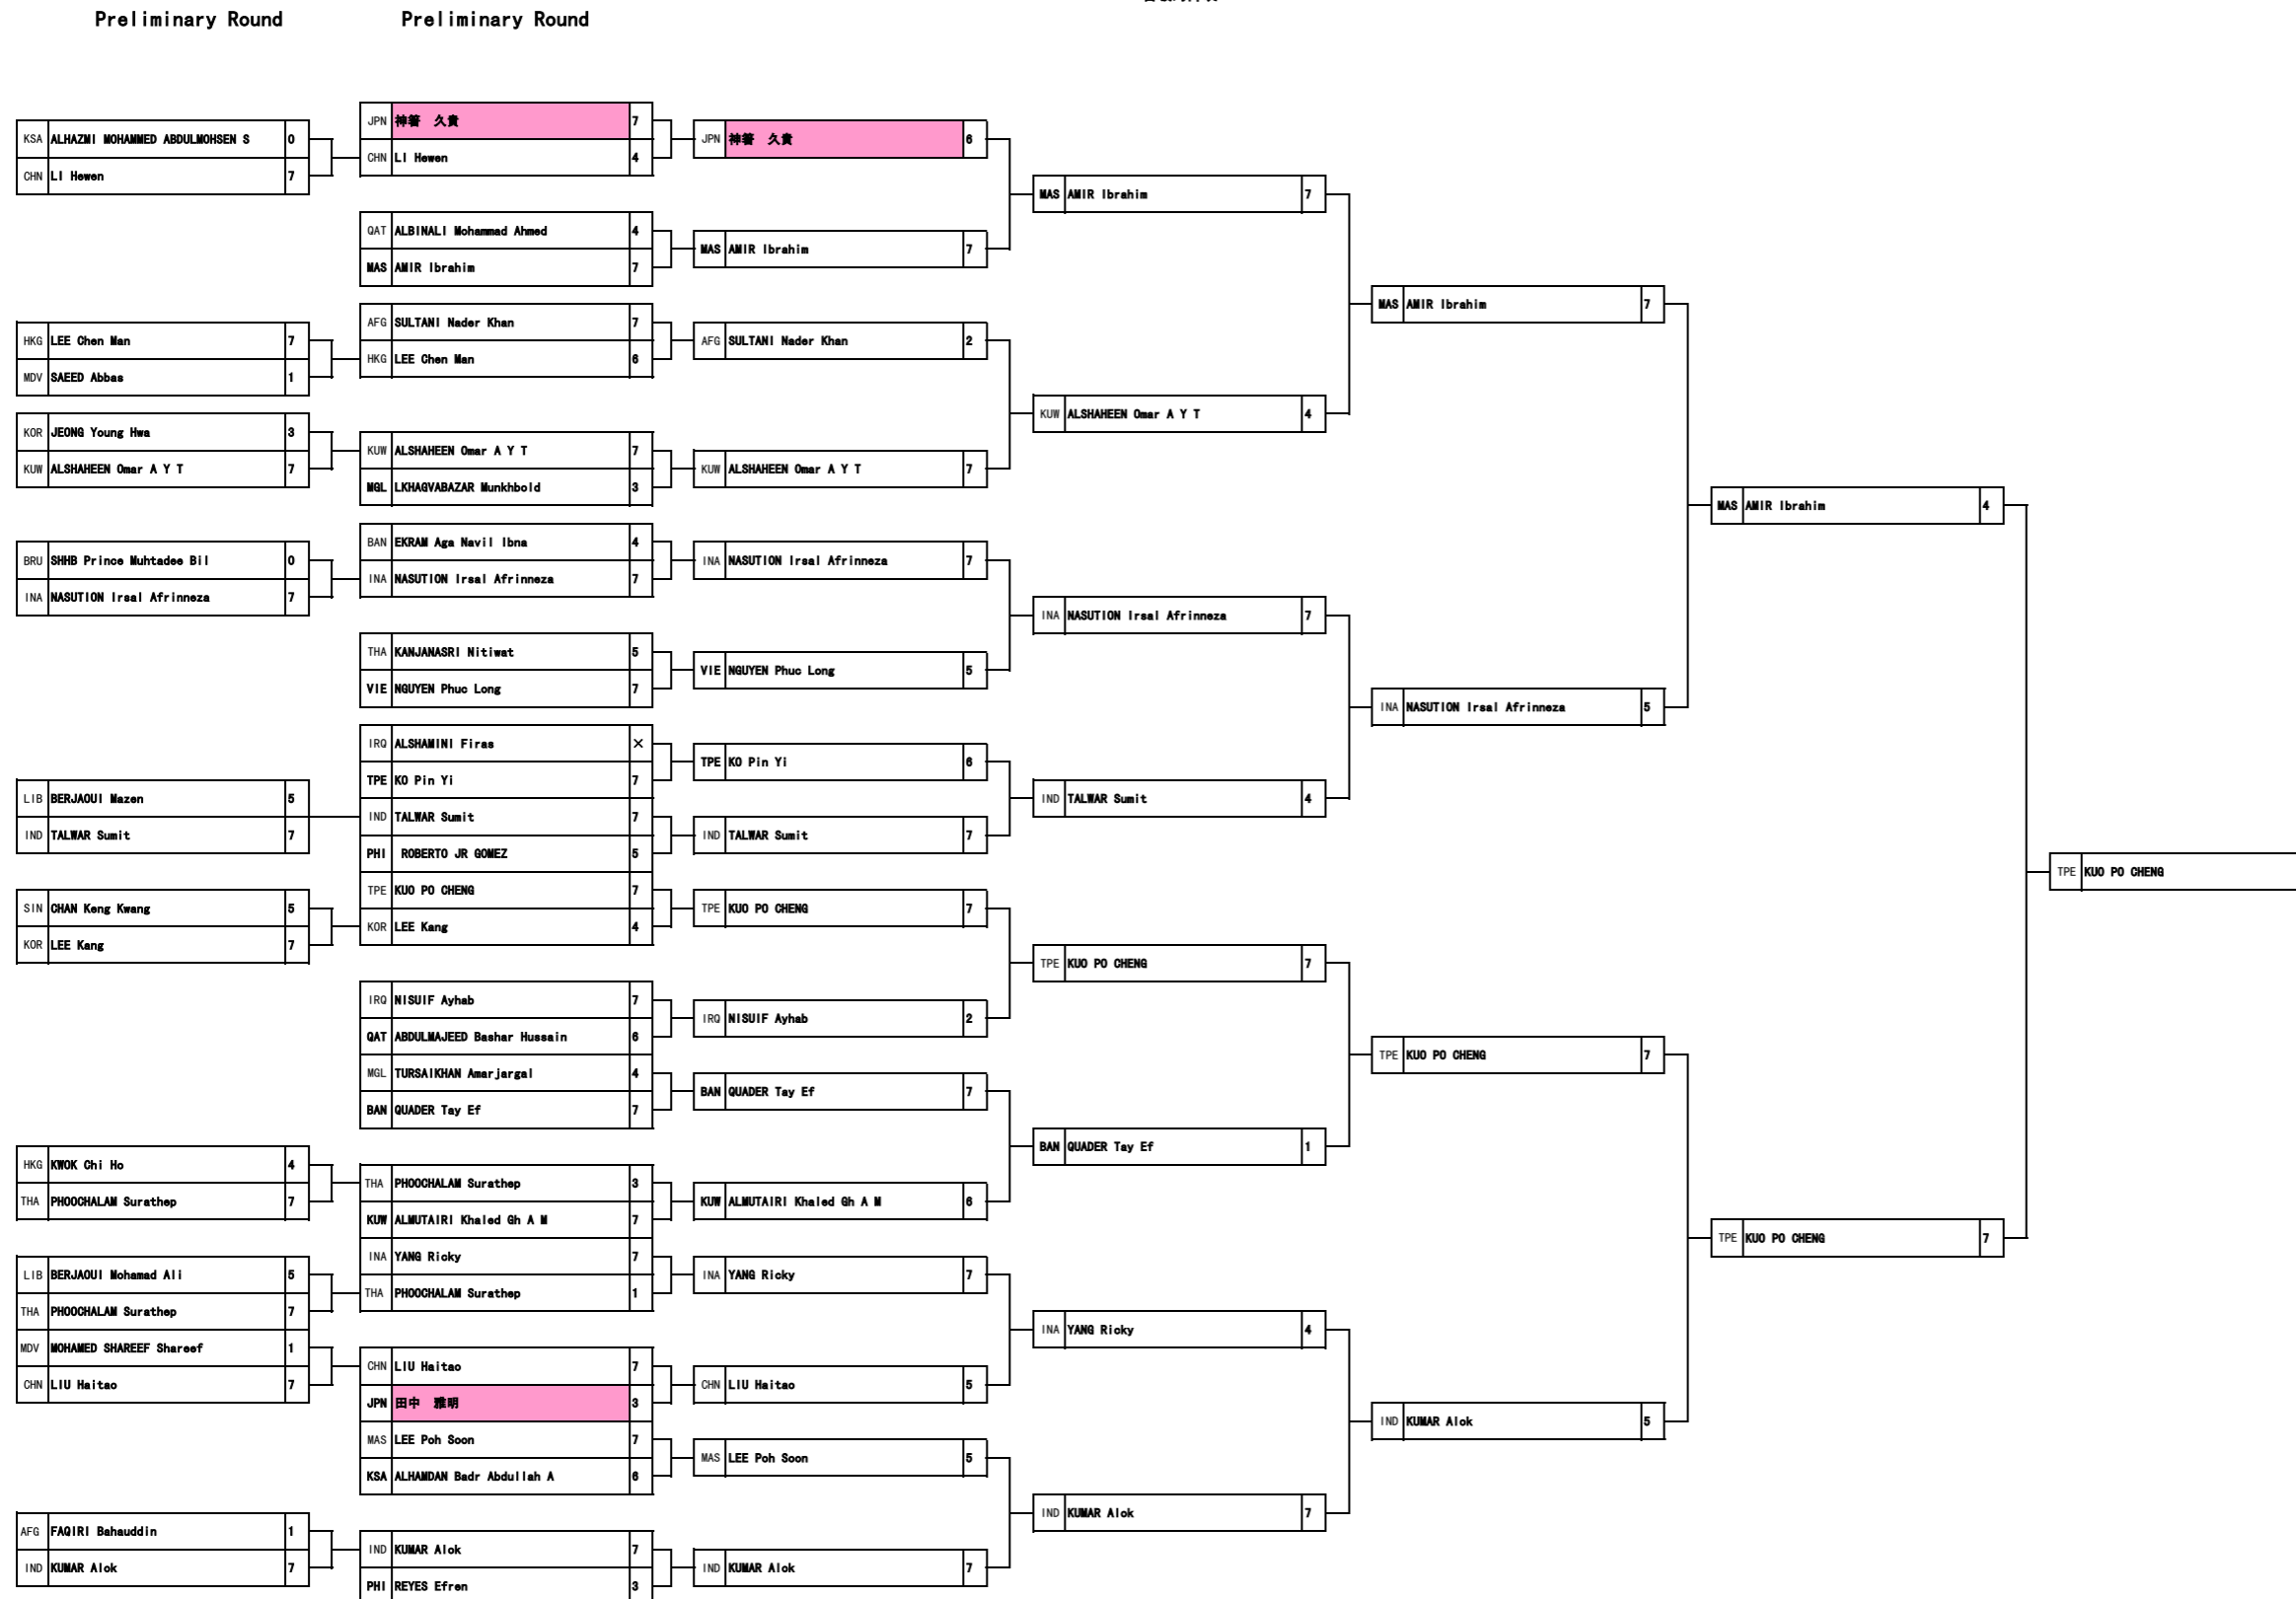 Preliminary Round Preliminary Round
KSA ALHAZMI MOHAMMED ABDULMOHSEN S 0
CHN LI Hewen 7
HKG LEE Chen Man 7
MDV SAEED Abbas 1
KOR JEONG Young Hwa 3
KUW ALSHAHEEN Omar A Y T 7
BRU SHHB Prince Muhtadee Bil 0
INA NASUTION Irsal Afrinneza 7
LIB BERJAOUI Mazen 5
IND TALWAR Sumit 7
SIN CHAN Keng Kwang 5
KOR LEE Kang 7
HKG KWOK Chi Ho 4
THA PHOOCHALAM Surathep 7
LIB BERJAOUI Mohamad Ali 5
THA PHOOCHALAM Surathep 7
MDV MOHAMED SHAREEF Shareef 1
CHN LIU Haitao 7
AFG FAQIRI Bahauddin 1
IND KUMAR Alok 7
JPN 神箸 久貴 7
CHN LI Hewen 4
QAT ALBINALI Mohammad Ahmed 4
MAS AMIR Ibrahim 7
AFG SULTANI Nader Khan 7
HKG LEE Chen Man 6
KUW ALSHAHEEN Omar A Y T 7
MGL LKHAGVABAZAR Munkhbold 3
BAN EKRAM Aga Navil Ibna 4
INA NASUTION Irsal Afrinneza 7
THA KANJANASRI Nitiwat 5
VIE NGUYEN Phuc Long 7
IRQ ALSHAMINI Firas ×
TPE KO Pin Yi 7
IND TALWAR Sumit 7
PHI ROBERTO JR GOMEZ 5
TPE KUO PO CHENG 7
KOR LEE Kang 4
IRQ NISUIF Ayhab 7
QAT ABDULMAJEED Bashar Hussain 6
MGL TURSAIKHAN Amarjargal 4
BAN QUADER Tay Ef 7
THA PHOOCHALAM Surathep 3
KUW ALMUTAIRI Khaled Gh A M 7
INA YANG Ricky 7
THA PHOOCHALAM Surathep 1
CHN LIU Haitao 7
JPN 田中 雅明 3
MAS LEE Poh Soon 7
KSA ALHAMDAN Badr Abdullah A 6
IND KUMAR Alok 7
PHI REYES Efren 3
JPN 神箸 久貴 6
MAS AMIR Ibrahim 7
AFG SULTANI Nader Khan 2
KUW ALSHAHEEN Omar A Y T 7
INA NASUTION Irsal Afrinneza 7
VIE NGUYEN Phuc Long 5
TPE KO Pin Yi 6
IND TALWAR Sumit 7
TPE KUO PO CHENG 7
IRQ NISUIF Ayhab 2
BAN QUADER Tay Ef 7
KUW ALMUTAIRI Khaled Gh A M 6
INA YANG Ricky 7
CHN LIU Haitao 5
MAS LEE Poh Soon 5
IND KUMAR Alok 7
MAS AMIR Ibrahim 7
KUW ALSHAHEEN Omar A Y T 4
INA NASUTION Irsal Afrinneza 7
IND TALWAR Sumit 4
TPE KUO PO CHENG 7
BAN QUADER Tay Ef 1
INA YANG Ricky 4
IND KUMAR Alok 7
MAS AMIR Ibrahim 7
INA NASUTION Irsal Afrinneza 5
TPE KUO PO CHENG 7
IND KUMAR Alok 5
MAS AMIR Ibrahim 4
TPE KUO PO CHENG 7
TPE KUO PO CHENG